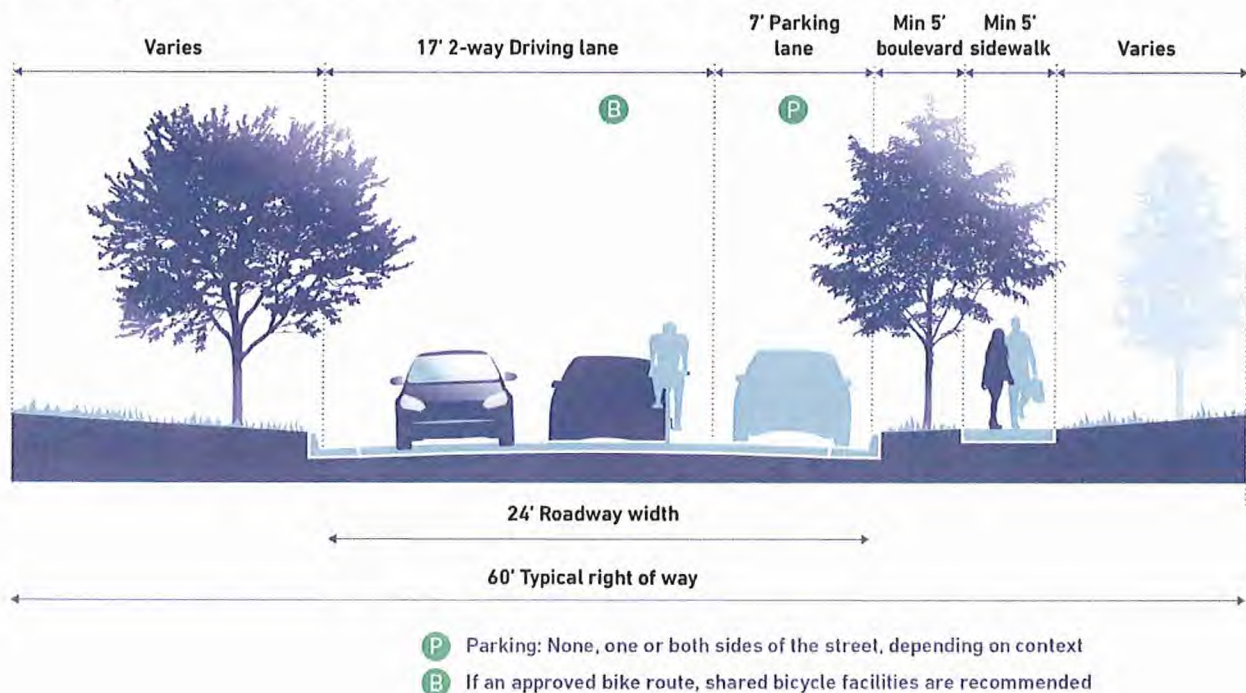 Varies
17' 2-way Driving lane
7' Parking
lane
Min 5'
boulevard
Min 5'
sidewalk
Varies
B
P
24' Roadway width
60' Typical right of way
P Parking: None, one or both sides of the street, depending on context
B If an approved bike route, shared bicycle facilities are recommended